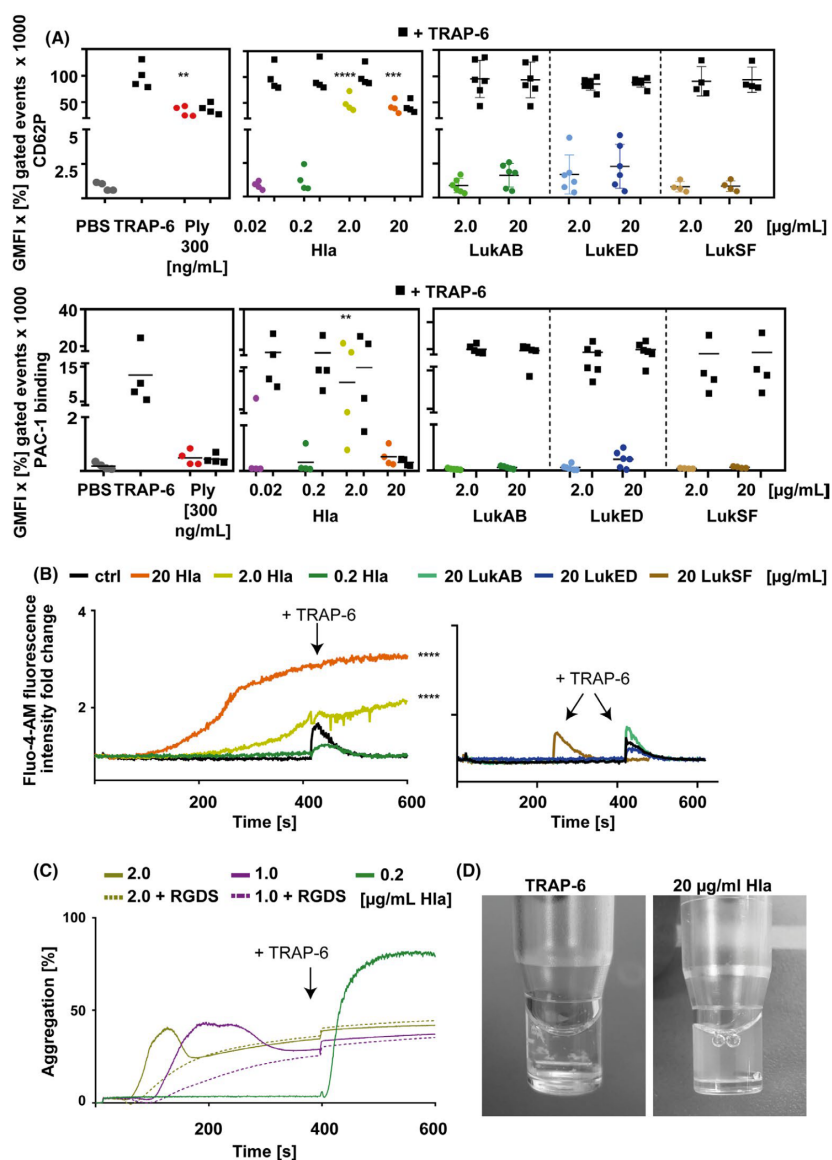 (A)
■ + TRAP-6
GMFI x [%] gated events x 1000
CD62P
100
50
5
2.5
**
****
***
PBS TRAP-6 Ply
300
[ng/mL]
0.02 0.2 2.0 20
Hla
2.0 20 2.0 20 2.0 20 [µg/mL]
LukAB LukED LukSF
■ + TRAP-6
GMFI x [%] gated events x 1000
PAC-1 binding
40
20
15
5
2
0
**
PBS TRAP-6 Ply
[300
ng/mL]
0.02 0.2 2.0 20
Hla
2.0 20 2.0 20 2.0 20 [µg/mL]
LukAB LukED LukSF
(B)
ctrl 20 Hla 2.0 Hla 0.2 Hla 20 LukAB 20 LukED 20 LukSF [µg/mL]
Fluo-4-AM fluorescence
intensity fold change
4
2
+ TRAP-6
****
****
200 400 600
Time [s]
+ TRAP-6
0 200 400 600
Time [s]
(C)
2.0 1.0 0.2
2.0 + RGDS 1.0 + RGDS [µg/mL Hla]
Aggregation [%]
100
50
0
+ TRAP-6
200 400 600
Time [s]
(D)
TRAP-6 20 µg/ml Hla